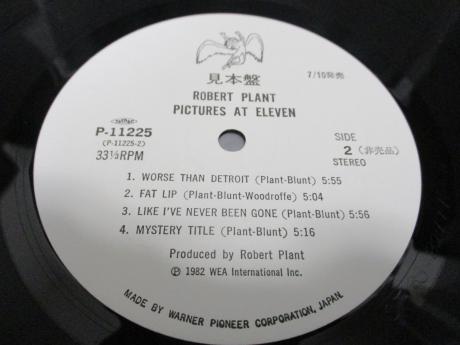 見本盤
7/10発売
ROBERT PLANT
PICTURES AT ELEVEN
P-11225
(P-11225-2)
33⅓RPM
SIDE
2 (非売品)
STEREO
1. WORSE THAN DETROIT (Plant-Blunt) 5:55
2. FAT LIP (Plant-Blunt-Woodroffe) 5:04
3. LIKE I'VE NEVER BEEN GONE (Plant-Blunt) 5:56
4. MYSTERY TITLE (Plant-Blunt) 5:16
Produced by Robert Plant
℗ 1982 WEA International Inc.
MADE BY WARNER PIONEER CORPORATION, JAPAN.